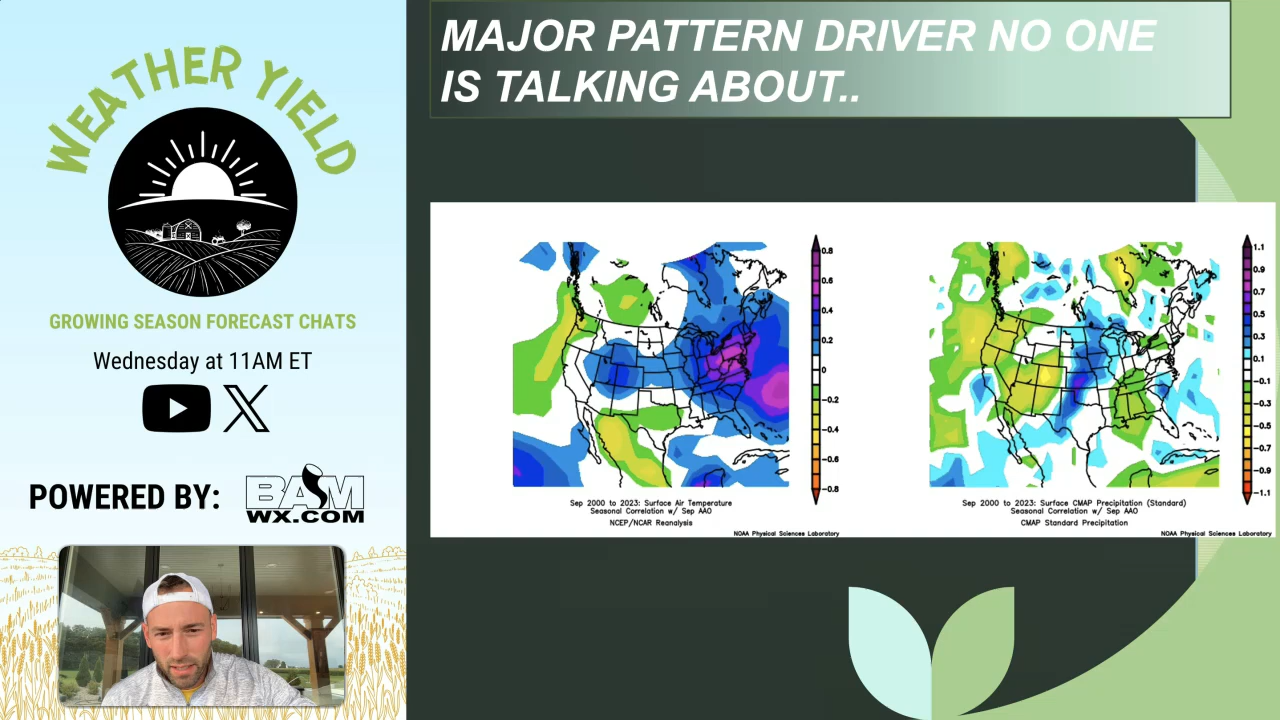 WEATHER YIELD
GROWING SEASON FORECAST CHATS
Wednesday at 11AM ET
POWERED BY:
BAM
WX.COM
MAJOR PATTERN DRIVER NO ONE
IS TALKING ABOUT..
0.8
0.6
0.4
0.2
0
-0.2
-0.4
-0.6
-0.8
Sep 2000 to 2023: Surface Air Temperature
Seasonal Correlation w/ Sep AAO
NCEP/NCAR Reanalysis
NOAA Physical Sciences Laboratory
1.1
0.9
0.7
0.5
0.3
0.1
-0.1
-0.3
-0.5
-0.7
-0.9
-1.1
Sep 2000 to 2023: Surface CMAP Precipitation (Standard)
Seasonal Correlation w/ Sep AAO
CMAP Standard Precipitation
NOAA Physical Sciences Laboratory